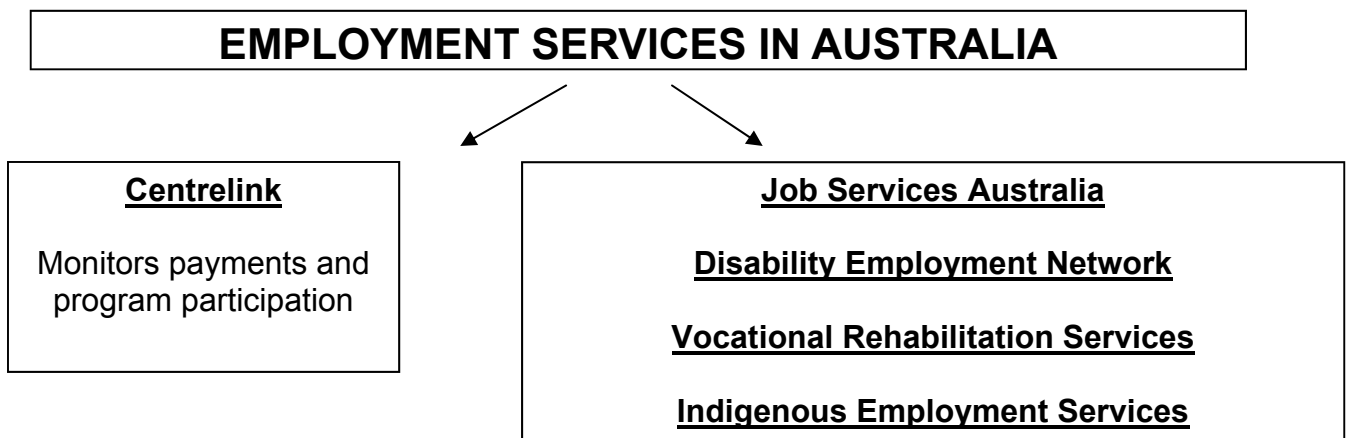 EMPLOYMENT SERVICES IN AUSTRALIA
Centrelink
Monitors payments and
program participation
Job Services Australia
Disability Employment Network
Vocational Rehabilitation Services
Indigenous Employment Services